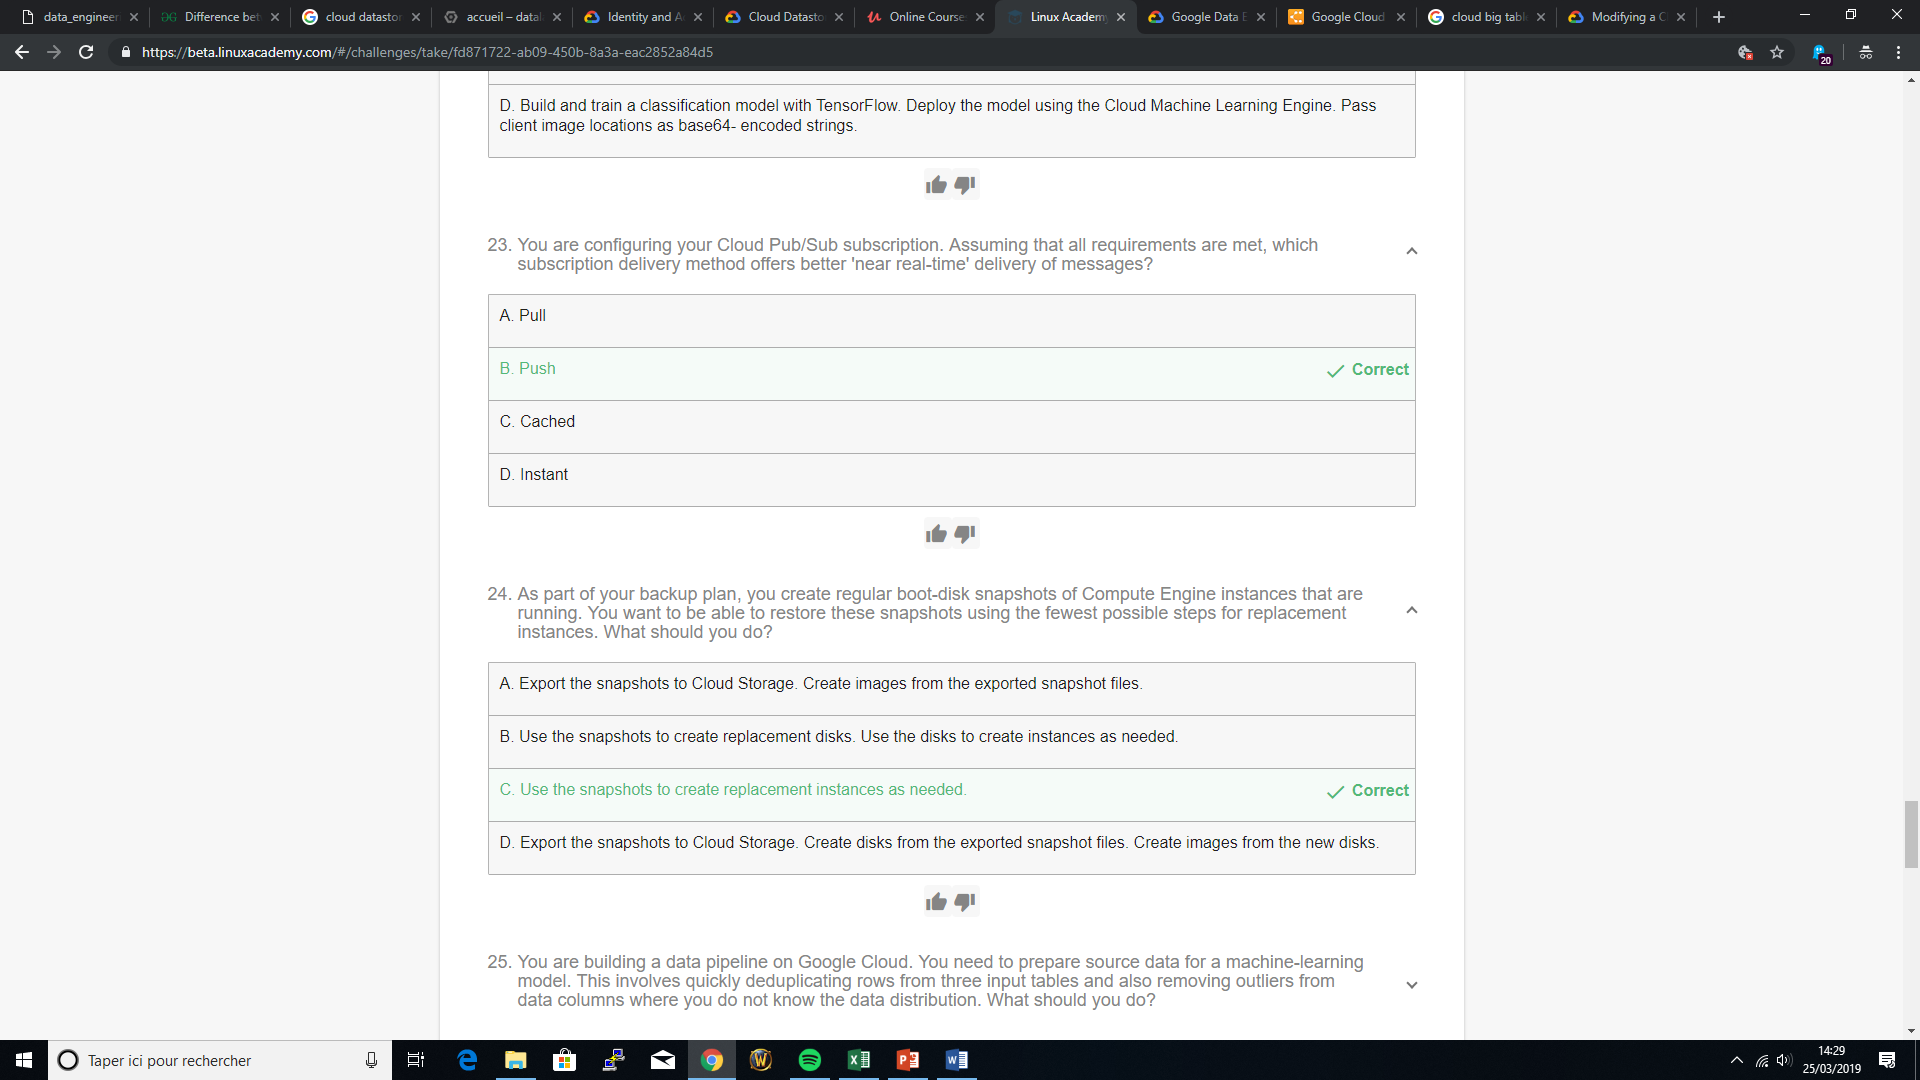 data_engineer
Difference bet
cloud datastor
accueil – datal
Identity and A
Cloud Datasto
Online Course
Linux Academy
Google Data E
Google Cloud
cloud big tabl
Modifying a C
https://beta.linuxacademy.com/#/challenges/take/fd871722-ab09-450b-8a3a-eac2852a84d5
20
D. Build and train a classification model with TensorFlow. Deploy the model using the Cloud Machine Learning Engine. Pass
client image locations as base64- encoded strings.
23. You are configuring your Cloud Pub/Sub subscription. Assuming that all requirements are met, which
subscription delivery method offers better 'near real-time' delivery of messages?
A. Pull
B. Push
Correct
C. Cached
D. Instant
24. As part of your backup plan, you create regular boot-disk snapshots of Compute Engine instances that are
running. You want to be able to restore these snapshots using the fewest possible steps for replacement
instances. What should you do?
A. Export the snapshots to Cloud Storage. Create images from the exported snapshot files.
B. Use the snapshots to create replacement disks. Use the disks to create instances as needed.
C. Use the snapshots to create replacement instances as needed.
Correct
D. Export the snapshots to Cloud Storage. Create disks from the exported snapshot files. Create images from the new disks.
25. You are building a data pipeline on Google Cloud. You need to prepare source data for a machine-learning
model. This involves quickly deduplicating rows from three input tables and also removing outliers from
data columns where you do not know the data distribution. What should you do?
Taper ici pour rechercher
14:29
25/03/2019